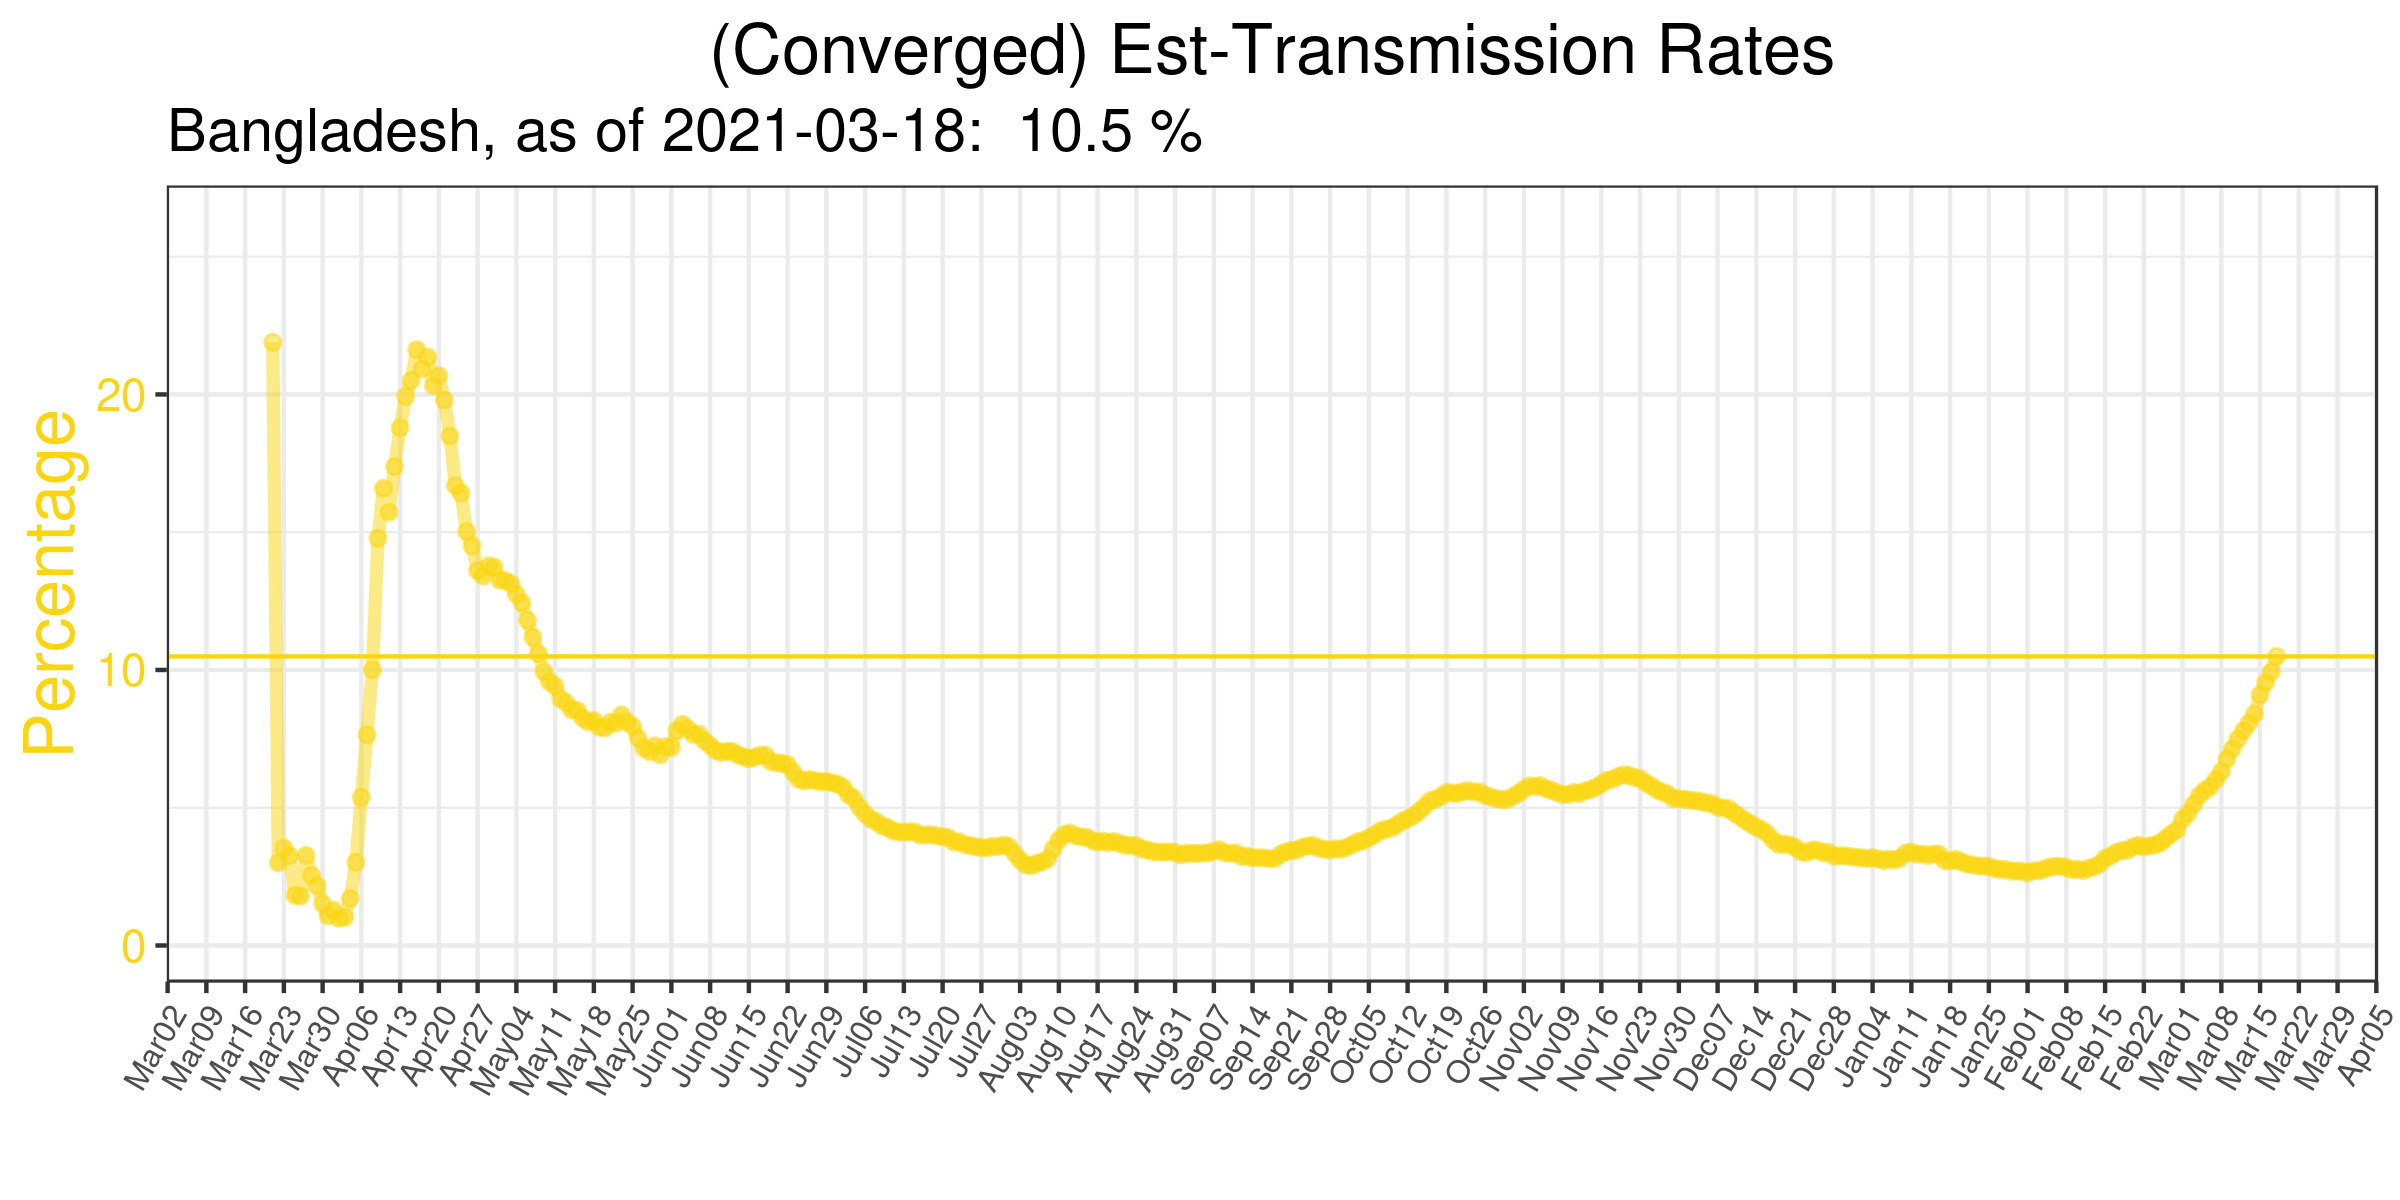 (Converged) Est-Transmission Rates
Bangladesh, as of 2021-03-18: 10.5 %
Percentage
20
10
0
Mar02
Mar09
Mar16
Mar23
Mar30
Apr06
Apr13
Apr20
Apr27
May04
May11
May18
May25
Jun01
Jun08
Jun15
Jun22
Jun29
Jul06
Jul13
Jul20
Jul27
Aug03
Aug10
Aug17
Aug24
Aug31
Sep07
Sep14
Sep21
Sep28
Oct05
Oct12
Oct19
Oct26
Nov02
Nov09
Nov16
Nov23
Nov30
Dec07
Dec14
Dec21
Dec28
Jan04
Jan11
Jan18
Jan25
Feb01
Feb08
Feb15
Feb22
Mar01
Mar08
Mar15
Mar22
Mar29
Apr05